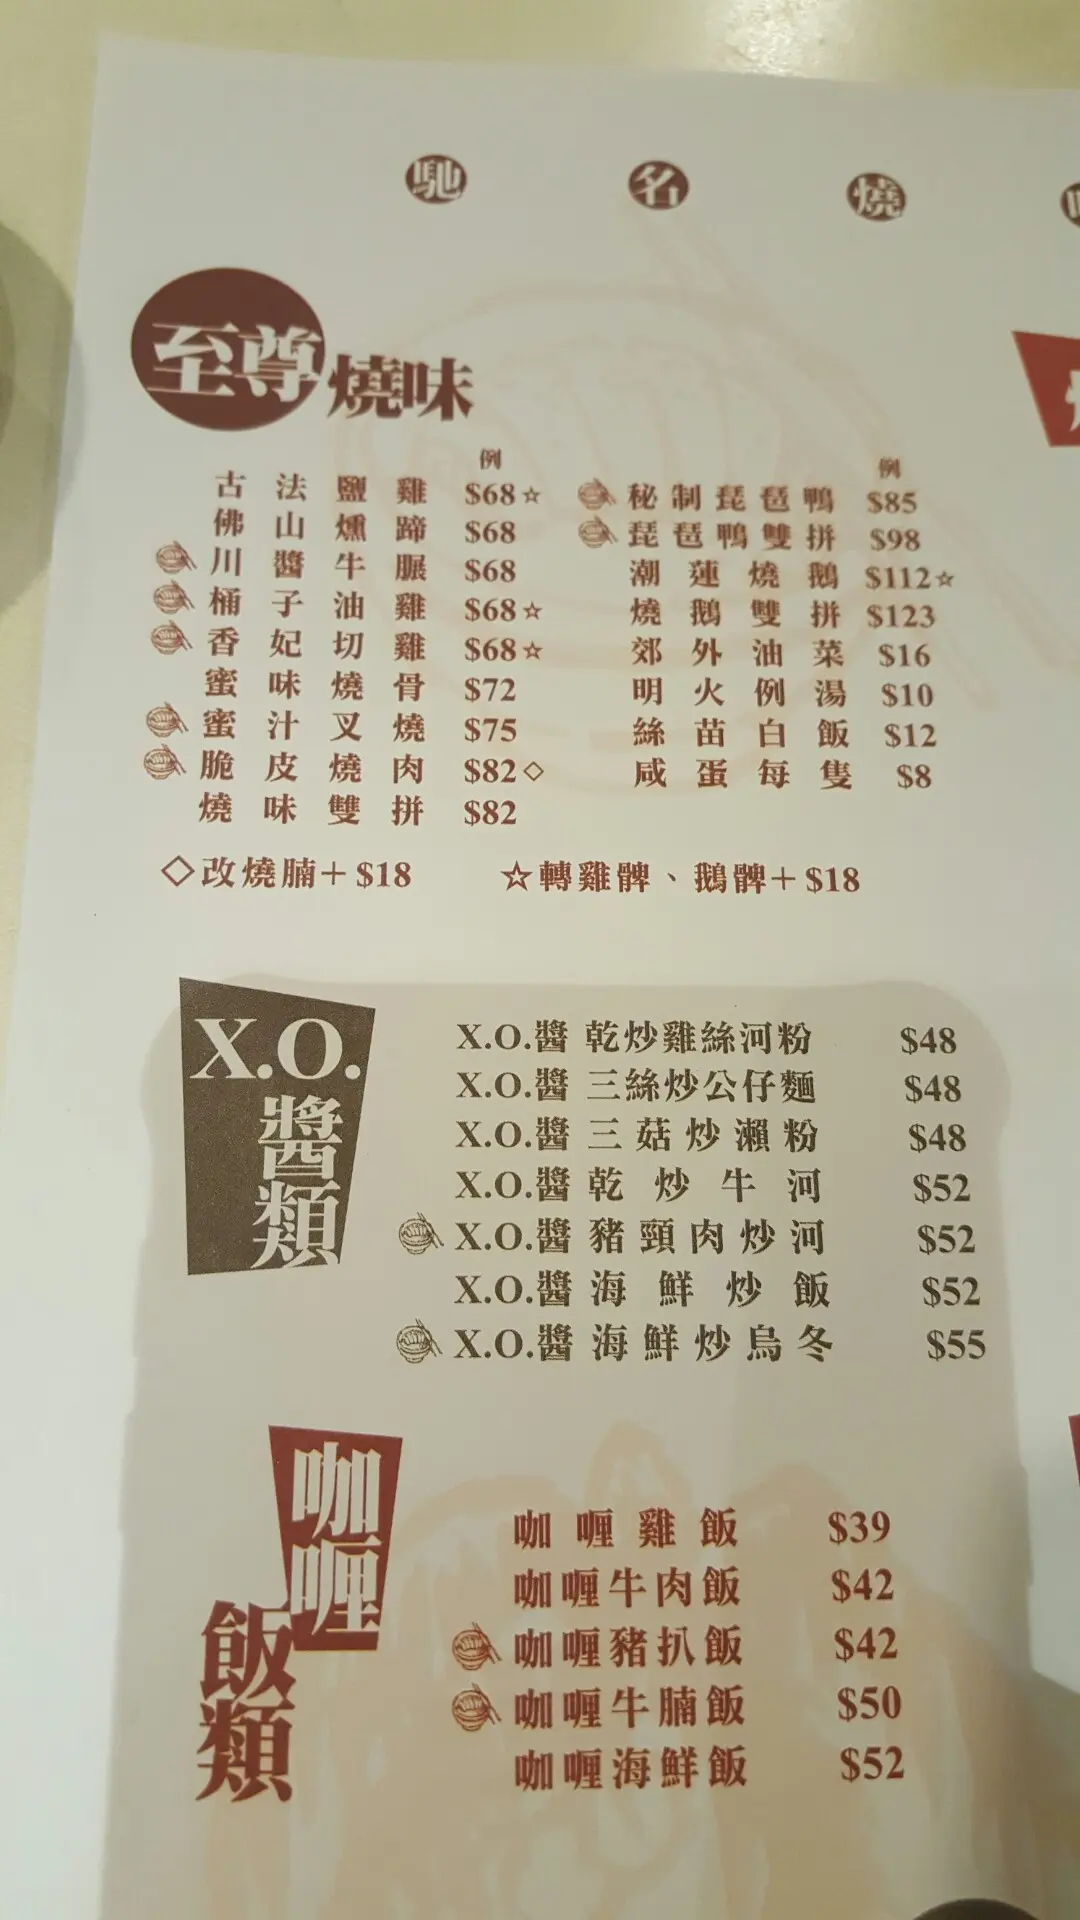 馳名燒
至尊燒味
例
古法鹽雞 $68☆
佛山燻蹄 $68
川醬牛𦟌 $68
桶子油雞 $68☆
香妃切雞 $68☆
蜜味燒骨 $72
蜜汁叉燒 $75
脆皮燒肉 $82◇
燒味雙拼 $82
例
秘制琵琶鴨 $85
琵琶鴨雙拼 $98
潮蓮燒鵝 $112☆
燒鵝雙拼 $123
郊外油菜 $16
明火例湯 $10
絲苗白飯 $12
咸蛋每隻 $8
◇改燒腩+$18
☆轉雞髀、鵝髀+$18
X.O.醬類
X.O.醬 乾炒雞絲河粉 $48
X.O.醬 三絲炒公仔麵 $48
X.O.醬 三菇炒瀨粉 $48
X.O.醬 乾炒牛河 $52
X.O.醬 豬頸肉炒河 $52
X.O.醬 海鮮炒飯 $52
X.O.醬 海鮮炒烏冬 $55
咖喱飯類
咖喱雞飯 $39
咖喱牛肉飯 $42
咖喱豬扒飯 $42
咖喱牛腩飯 $50
咖喱海鮮飯 $52